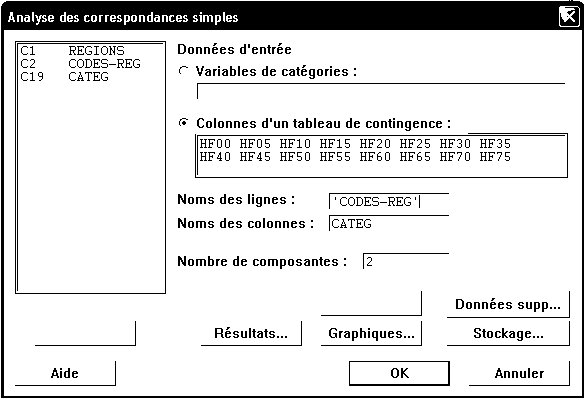 Analyse des correspondances simples
C1 REGIONS
C2 CODES-REG
C19 CATEG
Données d'entrée
Variables de catégories :
Colonnes d'un tableau de contingence :
HF00 HF05 HF10 HF15 HF20 HF25 HF30 HF35
HF40 HF45 HF50 HF55 HF60 HF65 HF70 HF75
Noms des lignes : 'CODES-REG'
Noms des colonnes : CATEG
Nombre de composantes : 2
Données supp...
Résultats... Graphiques... Stockage...
Aide OK Annuler